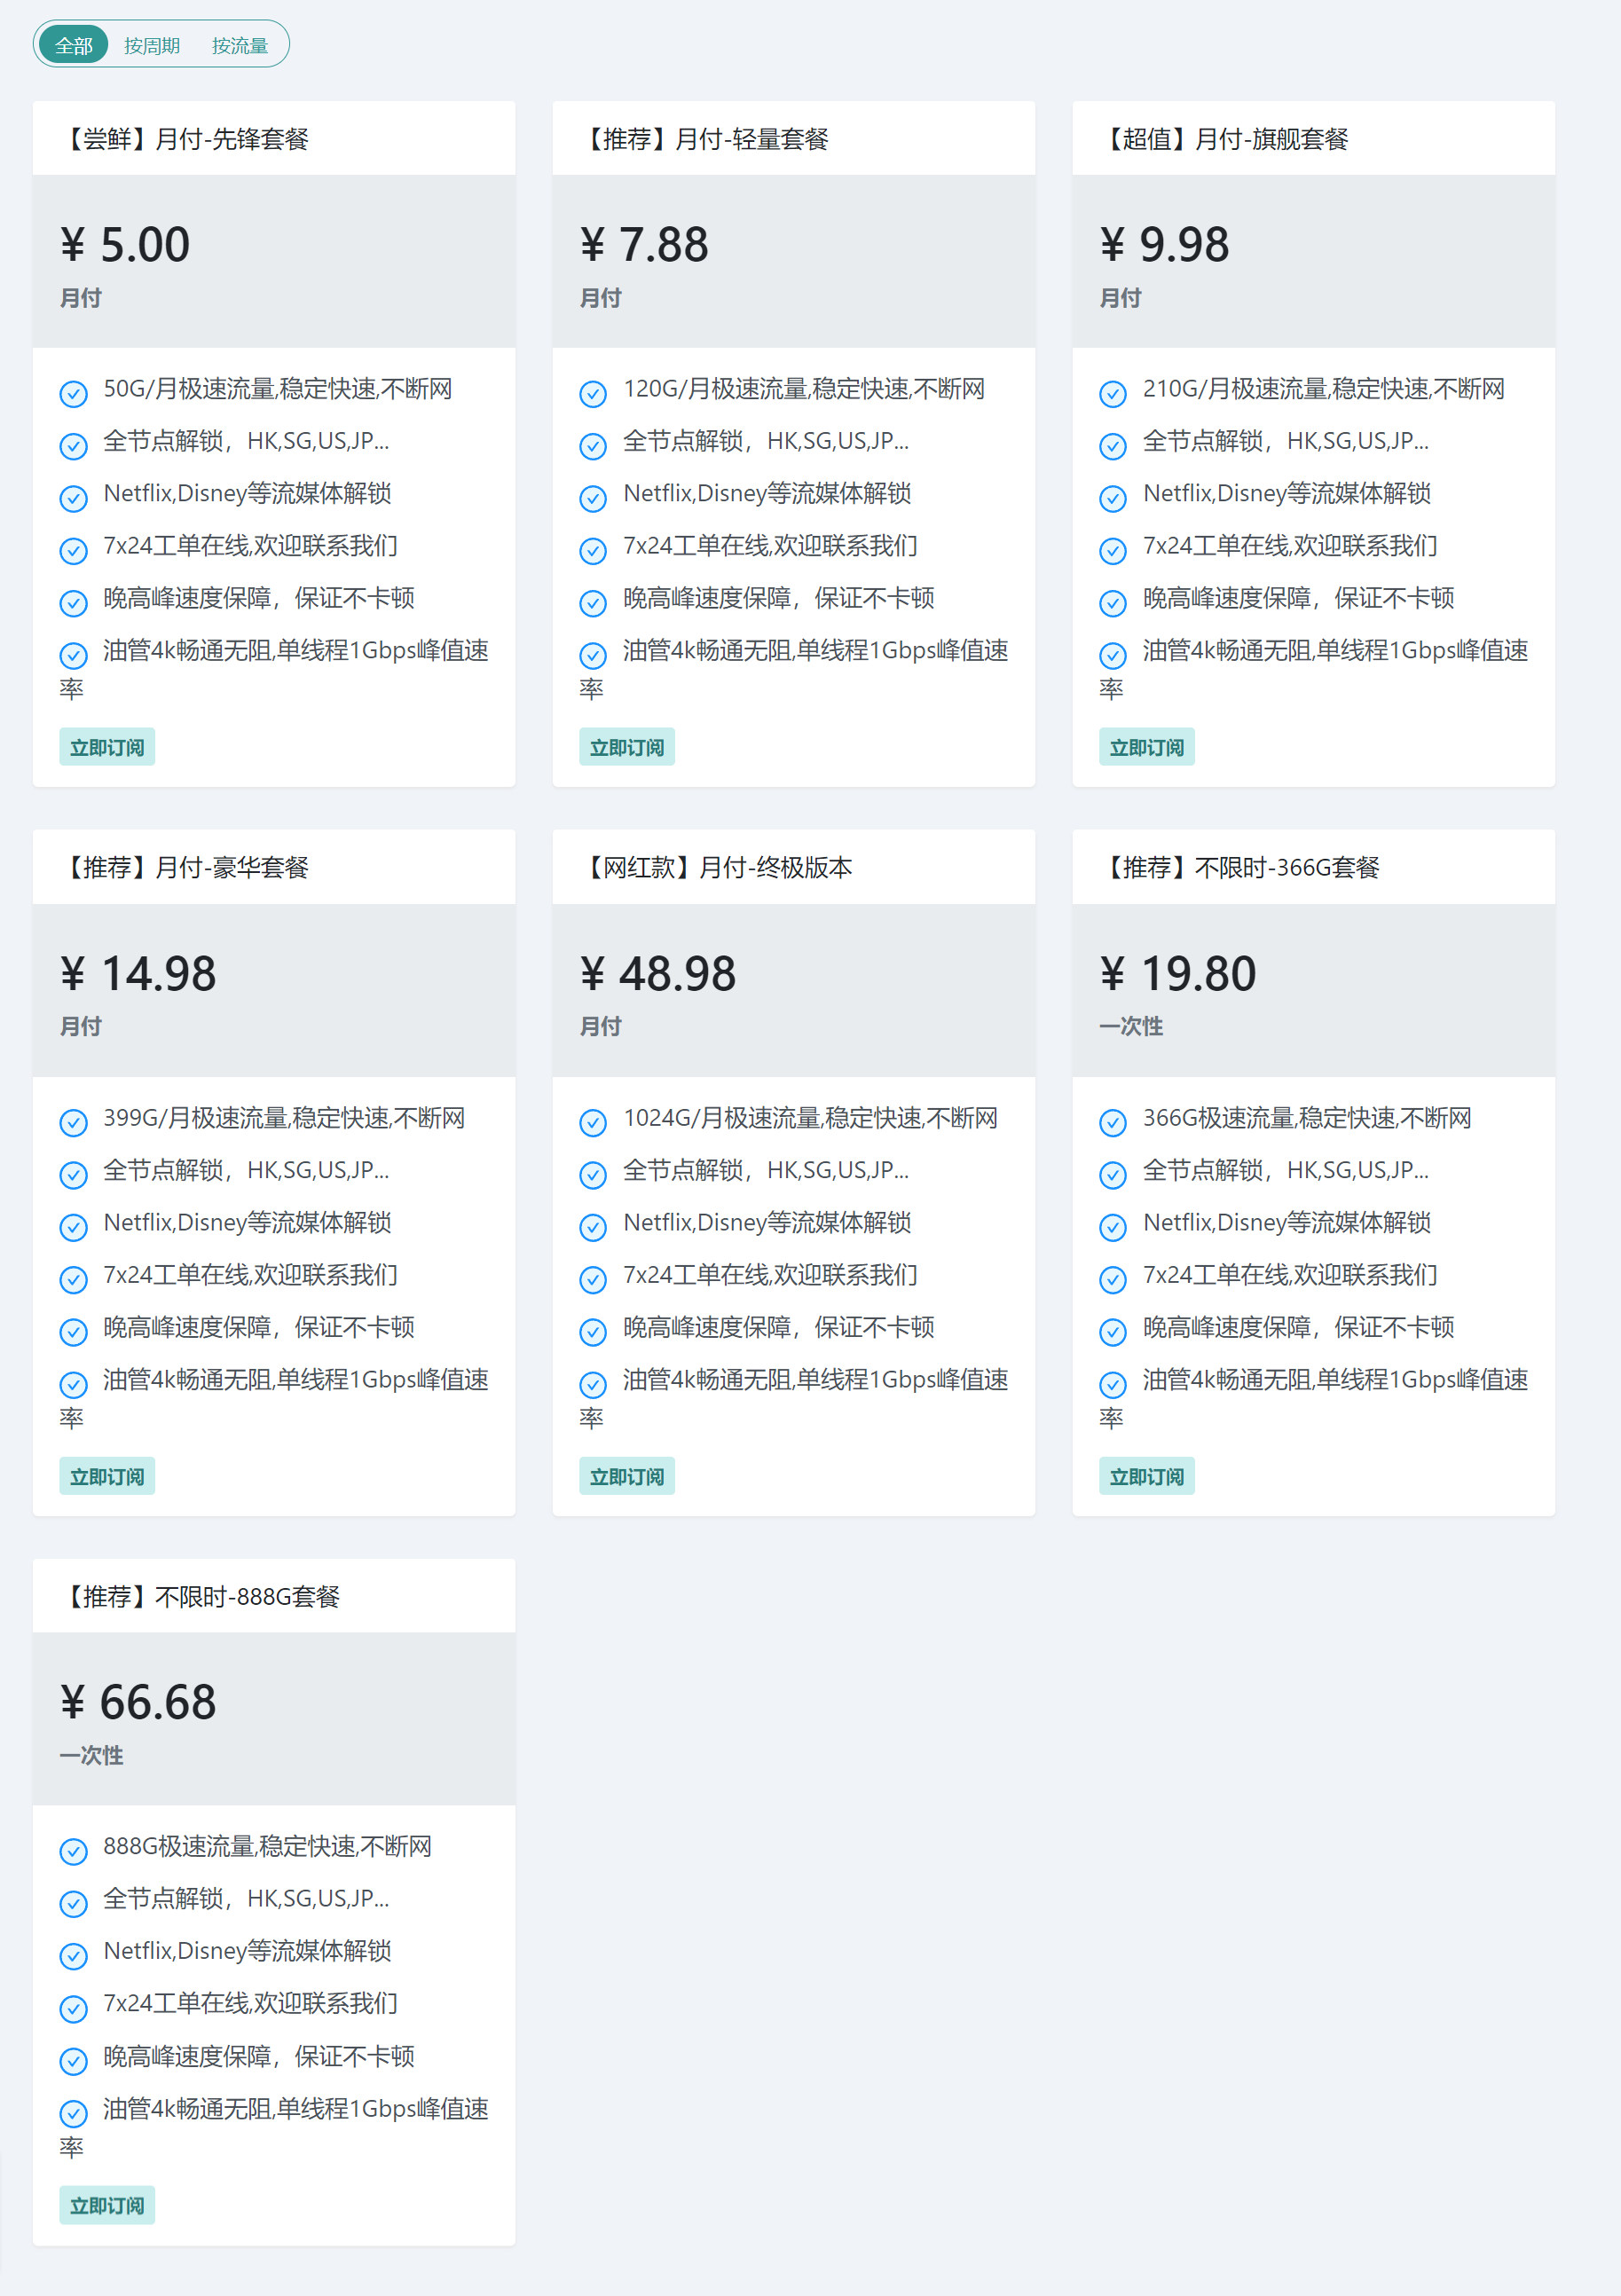 全部 按周期 按流量
【尝鲜】月付-先锋套餐
¥ 5.00
月付
50G/月极速流量,稳定快速,不断网
全节点解锁，HK,SG,US,JP...
Netflix,Disney等流媒体解锁
7x24工单在线,欢迎联系我们
晚高峰速度保障，保证不卡顿
油管4k畅通无阻,单线程1Gbps峰值速
率
立即订阅
【推荐】月付-轻量套餐
¥ 7.88
月付
120G/月极速流量,稳定快速,不断网
全节点解锁，HK,SG,US,JP...
Netflix,Disney等流媒体解锁
7x24工单在线,欢迎联系我们
晚高峰速度保障，保证不卡顿
油管4k畅通无阻,单线程1Gbps峰值速
率
立即订阅
【超值】月付-旗舰套餐
¥ 9.98
月付
210G/月极速流量,稳定快速,不断网
全节点解锁，HK,SG,US,JP...
Netflix,Disney等流媒体解锁
7x24工单在线,欢迎联系我们
晚高峰速度保障，保证不卡顿
油管4k畅通无阻,单线程1Gbps峰值速
率
立即订阅
【推荐】月付-豪华套餐
¥ 14.98
月付
399G/月极速流量,稳定快速,不断网
全节点解锁，HK,SG,US,JP...
Netflix,Disney等流媒体解锁
7x24工单在线,欢迎联系我们
晚高峰速度保障，保证不卡顿
油管4k畅通无阻,单线程1Gbps峰值速
率
立即订阅
【网红款】月付-终极版本
¥ 48.98
月付
1024G/月极速流量,稳定快速,不断网
全节点解锁，HK,SG,US,JP...
Netflix,Disney等流媒体解锁
7x24工单在线,欢迎联系我们
晚高峰速度保障，保证不卡顿
油管4k畅通无阻,单线程1Gbps峰值速
率
立即订阅
【推荐】不限时-366G套餐
¥ 19.80
一次性
366G极速流量,稳定快速,不断网
全节点解锁，HK,SG,US,JP...
Netflix,Disney等流媒体解锁
7x24工单在线,欢迎联系我们
晚高峰速度保障，保证不卡顿
油管4k畅通无阻,单线程1Gbps峰值速
率
立即订阅
【推荐】不限时-888G套餐
¥ 66.68
一次性
888G极速流量,稳定快速,不断网
全节点解锁，HK,SG,US,JP...
Netflix,Disney等流媒体解锁
7x24工单在线,欢迎联系我们
晚高峰速度保障，保证不卡顿
油管4k畅通无阻,单线程1Gbps峰值速
率
立即订阅